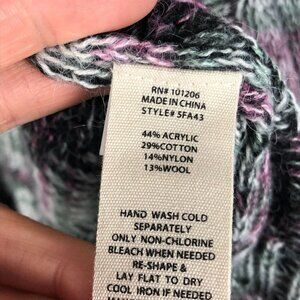 RN# 101206
MADE IN CHINA
STYLE# 5FA43
44% ACRYLIC
29%COTTON
14%NYLON
13%WOOL
HAND WASH COLD
SEPARATELY
ONLY NON-CHLORINE
BLEACH WHEN NEEDED
RE-SHAPE &
LAY FLAT TO DRY
COOL IRON IF NEEDED